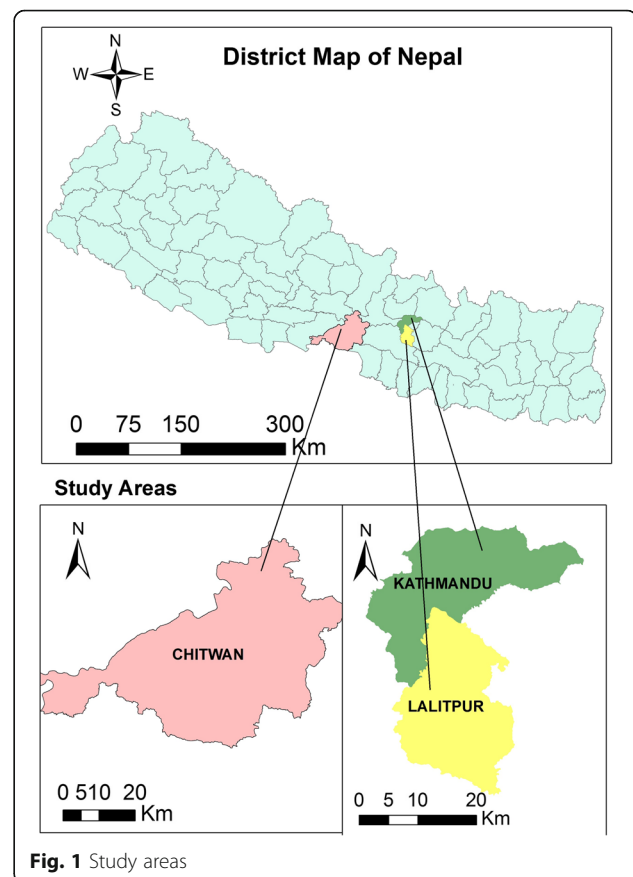 N
W E
S
District Map of Nepal
0 75 150 300
Km
Study Areas
N
CHITWAN
0 510 20
Km
N
KATHMANDU
LALITPUR
0 5 10 20
Km
Fig. 1 Study areas